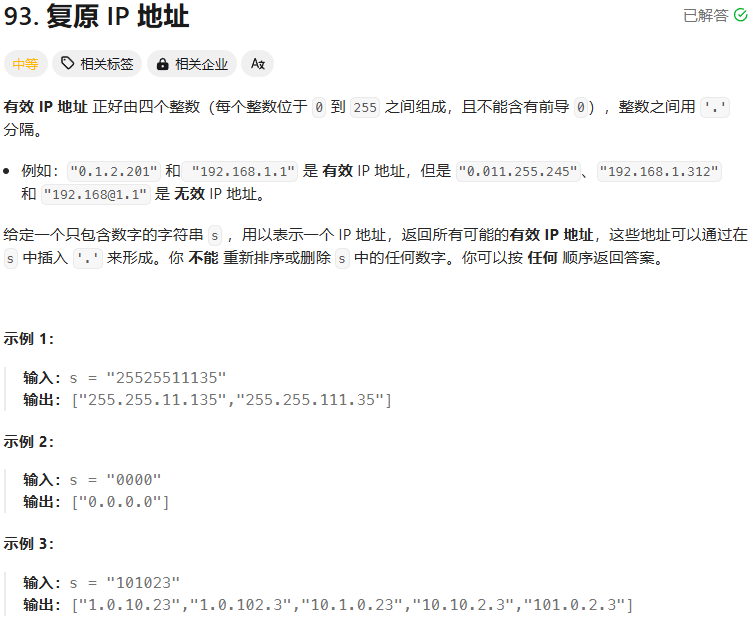 93. 复原 IP 地址
已解答
中等
相关标签
相关企业
Aあ
有效 IP 地址 正好由四个整数（每个整数位于 0 到 255 之间组成，且不能含有前导 0），整数之间用 '.'
分隔。
• 例如："0.1.2.201" 和 "192.168.1.1" 是 有效 IP 地址，但是 "0.011.255.245"、"192.168.1.312"
和 "192.168@1.1" 是 无效 IP 地址。
给定一个只包含数字的字符串 s ，用以表示一个 IP 地址，返回所有可能的有效 IP 地址，这些地址可以通过在
s 中插入 '.' 来形成。你 不能 重新排序或删除 s 中的任何数字。你可以按 任何 顺序返回答案。
示例 1：
输入：s = "25525511135"
输出：["255.255.11.135","255.255.111.35"]
示例 2：
输入：s = "0000"
输出：["0.0.0.0"]
示例 3：
输入：s = "101023"
输出：["1.0.10.23","1.0.102.3","10.1.0.23","10.10.2.3","101.0.2.3"]